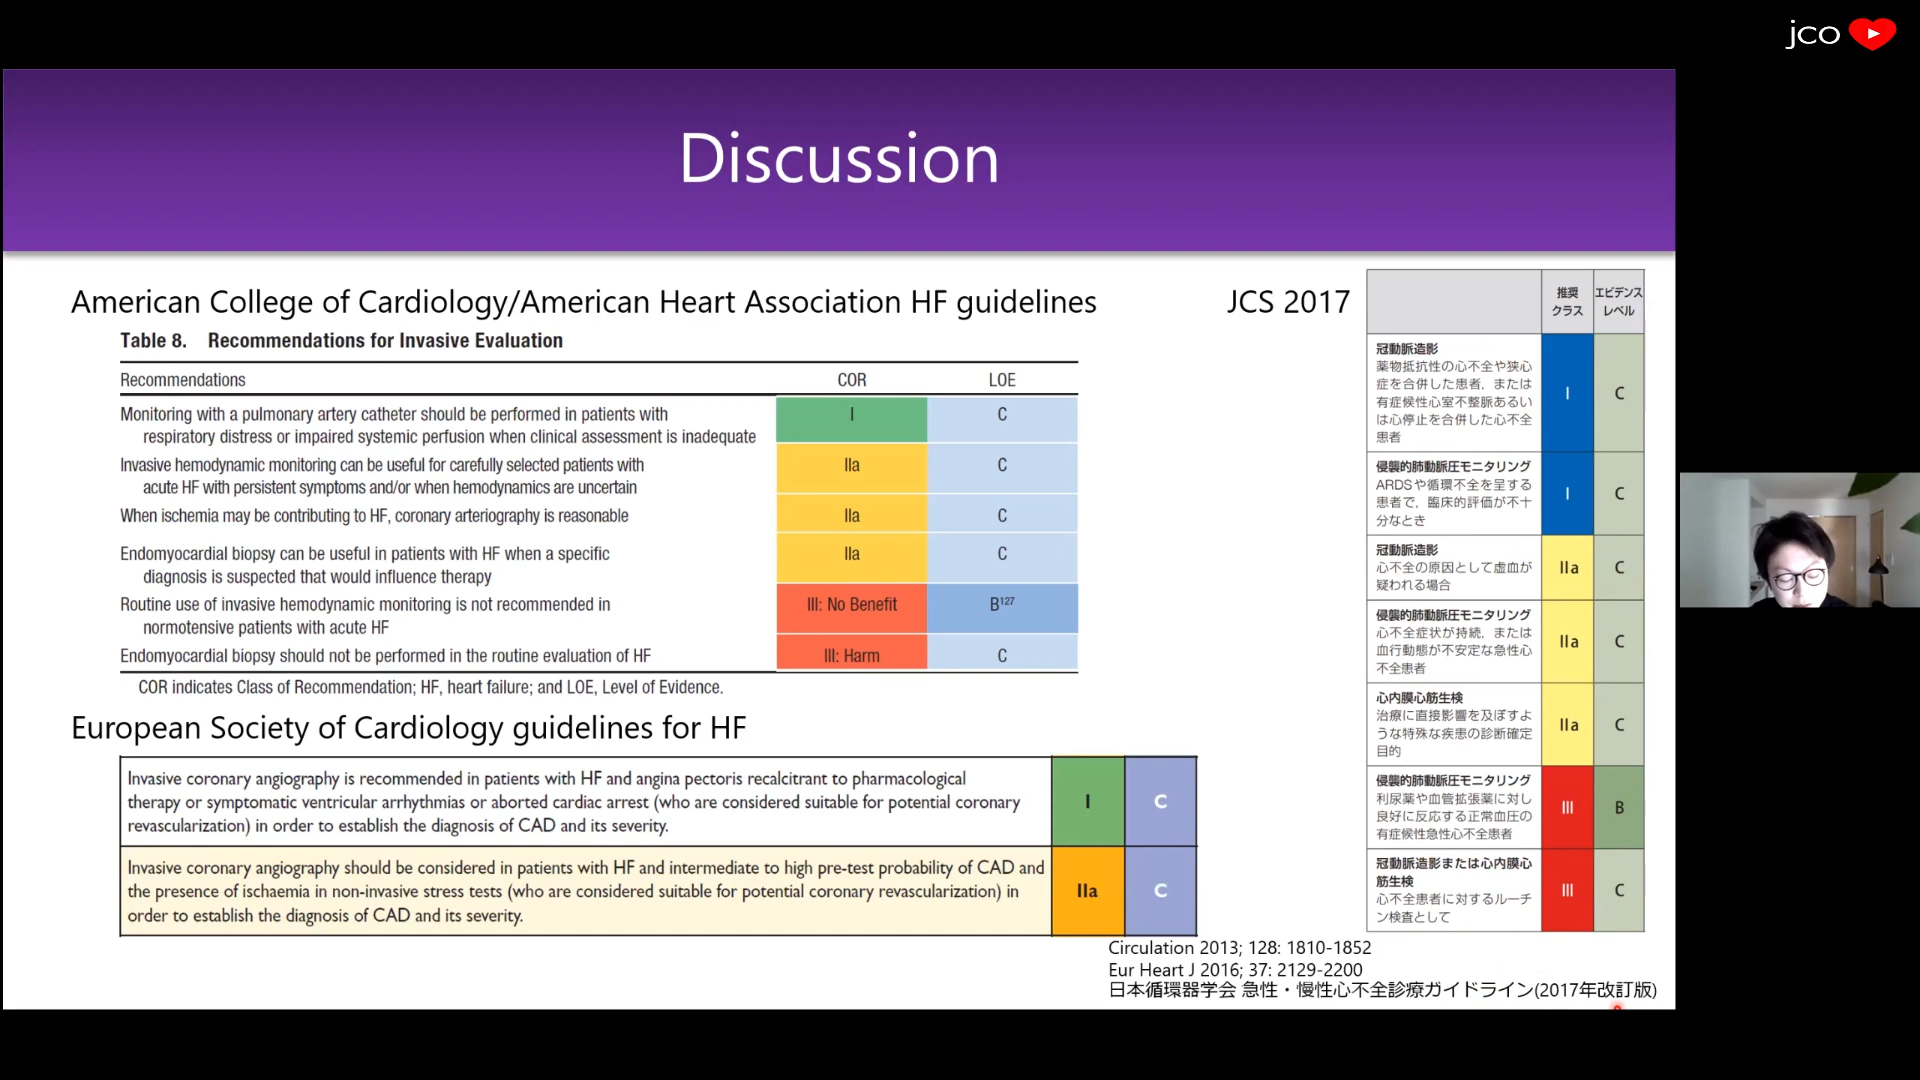 jco
Discussion
American College of Cardiology/American Heart Association HF guidelines
Table 8. Recommendations for Invasive Evaluation
Recommendations COR LOE
Monitoring with a pulmonary artery catheter should be performed in patients with I C
respiratory distress or impaired systemic perfusion when clinical assessment is inadequate
Invasive hemodynamic monitoring can be useful for carefully selected patients with IIa C
acute HF with persistent symptoms and/or when hemodynamics are uncertain
When ischemia may be contributing to HF, coronary arteriography is reasonable IIa C
Endomyocardial biopsy can be useful in patients with HF when a specific IIa C
diagnosis is suspected that would influence therapy
Routine use of invasive hemodynamic monitoring is not recommended in III: No Benefit B127
normotensive patients with acute HF
Endomyocardial biopsy should not be performed in the routine evaluation of HF III: Harm C
COR indicates Class of Recommendation; HF, heart failure; and LOE, Level of Evidence.
European Society of Cardiology guidelines for HF
Invasive coronary angiography is recommended in patients with HF and angina pectoris recalcitrant to pharmacological
therapy or symptomatic ventricular arrhythmias or aborted cardiac arrest (who are considered suitable for potential coronary I C
revascularization) in order to establish the diagnosis of CAD and its severity.
Invasive coronary angiography should be considered in patients with HF and intermediate to high pre-test probability of CAD and
the presence of ischaemia in non-invasive stress tests (who are considered suitable for potential coronary revascularization) in IIa C
order to establish the diagnosis of CAD and its severity.
JCS 2017
推奨 エビデンス
クラス レベル
冠動脈造影
薬物抵抗性の心不全や狭心
症を合併した患者，または
有症候性心室不整脈あるい I C
は心停止を合併した心不全
患者
侵襲的肺動脈圧モニタリング
ARDSや循環不全を呈する I C
患者で，臨床的評価が不十
分なとき
冠動脈造影
心不全の原因として虚血が IIa C
疑われる場合
侵襲的肺動脈圧モニタリング
心不全症状が持続，または IIa C
血行動態が不安定な急性心
不全患者
心内膜心筋生検
治療に直接影響を及ぼすよ IIa C
うな特殊な疾患の診断確定
目的
侵襲的肺動脈圧モニタリング
利尿薬や血管拡張薬に対し III B
良好に反応する正常血圧の
有症候性急性心不全患者
冠動脈造影または心内膜心
筋生検 III C
心不全患者に対するルーチ
ン検査として
Circulation 2013; 128: 1810-1852
Eur Heart J 2016; 37: 2129-2200
日本循環器学会 急性・慢性心不全診療ガイドライン(2017年改訂版)